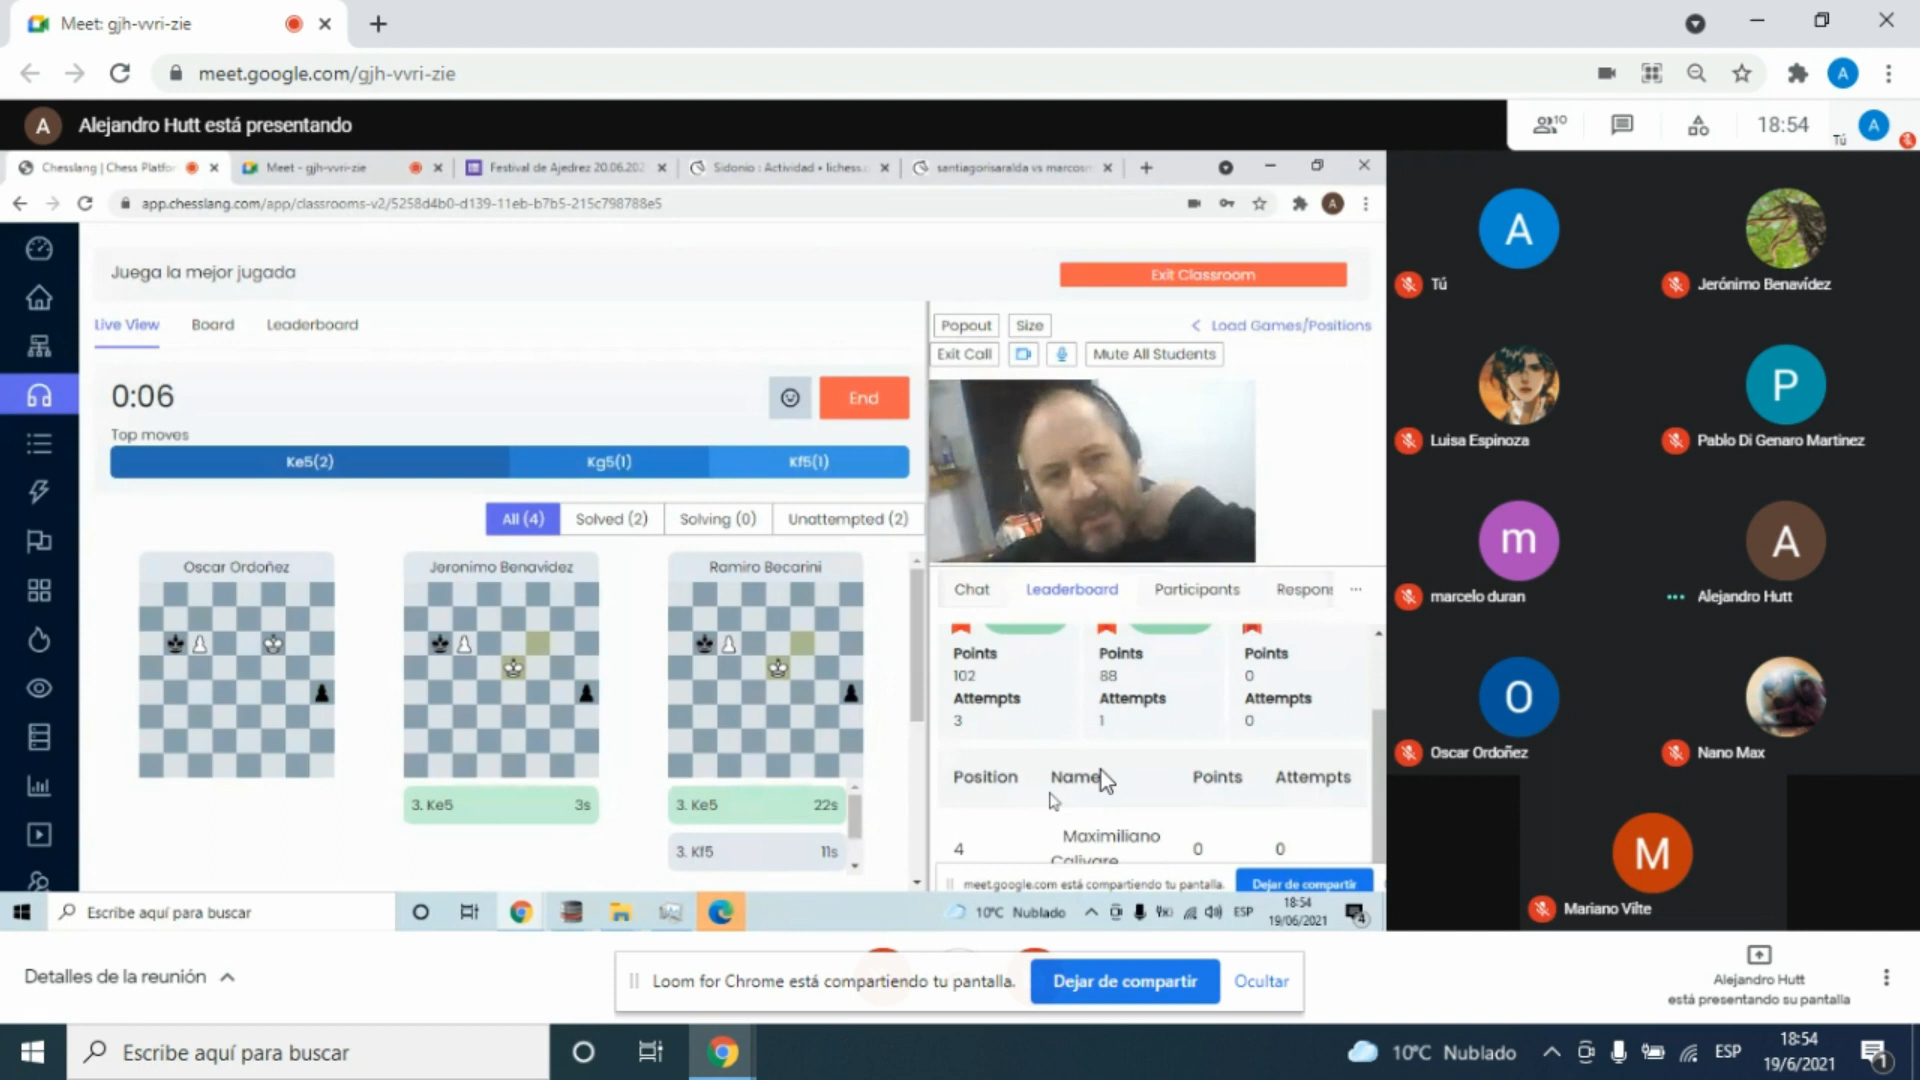 Meet: gjh-vvri-zie
meet.google.com/gjh-vvri-zie
A
A
Alejandro Hutt está presentando
10
18:54
Tú
A
Chesslang | Chess Platfo
Meet - gjh-vvri-zie
Festival de Ajedrez 20.06.202
Sidonio : Actividad • lichess.o
santiagorisaralda vs marcosm
app.chesslang.com/app/classrooms-v2/5258d4b0-d139-11eb-b7b5-215c798788e5
A
Juega la mejor jugada
Exit Classroom
Live View
Board
Leaderboard
Popout
Size
Load Games/Positions
Exit Call
Mute All Students
0:06
End
Top moves
Ke5(2)
Kg5(1)
Kf5(1)
All (4)
Solved (2)
Solving (0)
Unattempted (2)
Oscar Ordoñez
Jeronimo Benavidez
Ramiro Becarini
3. Ke5
3s
3. Ke5
22s
3. Kf5
11s
Chat
Leaderboard
Participants
Respons
Points
Points
Points
102
88
0
Attempts
Attempts
Attempts
3
1
0
Position
Name
Points
Attempts
4
Maximiliano
Calivare
0
0
meet.google.com está compartiendo tu pantalla.
Dejar de compartir
Escribe aquí para buscar
10°C Nublado
ESP
18:54
19/06/2021
4
A
Tú
Jerónimo Benavídez
Luisa Espinoza
P
Pablo Di Genaro Martinez
m
marcelo duran
A
Alejandro Hutt
O
Oscar Ordoñez
Nano Max
M
Mariano Vilte
Detalles de la reunión
Loom for Chrome está compartiendo tu pantalla.
Dejar de compartir
Ocultar
Alejandro Hutt
está presentando su pantalla
Escribe aquí para buscar
10°C Nublado
ESP
18:54
19/6/2021
1